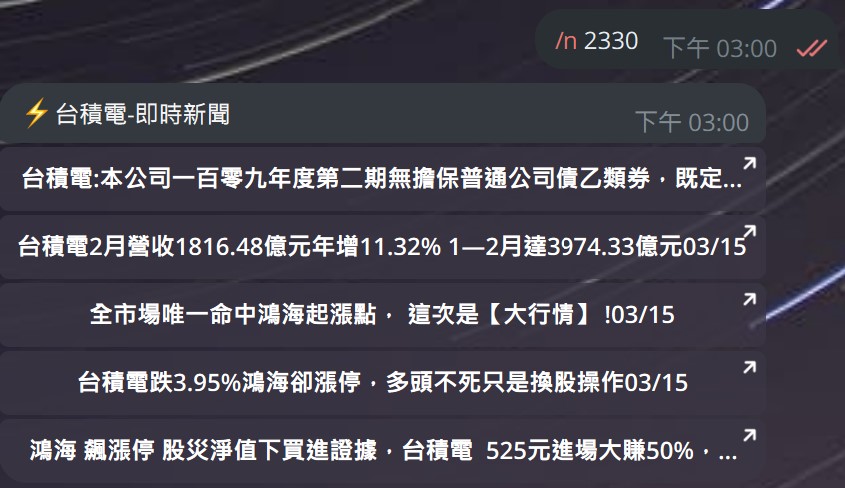 /n 2330
下午 03:00
⚡台積電-即時新聞
下午 03:00
台積電:本公司一百零九年度第二期無擔保普通公司債乙類券，既定...
台積電2月營收1816.48億元年增11.32% 1—2月達3974.33億元03/15
全市場唯一命中鴻海起漲點， 這次是【大行情】 !03/15
台積電跌3.95%鴻海卻漲停，多頭不死只是換股操作03/15
鴻海 飆漲停 股災淨值下買進證據，台積電 525元進場大賺50%，...